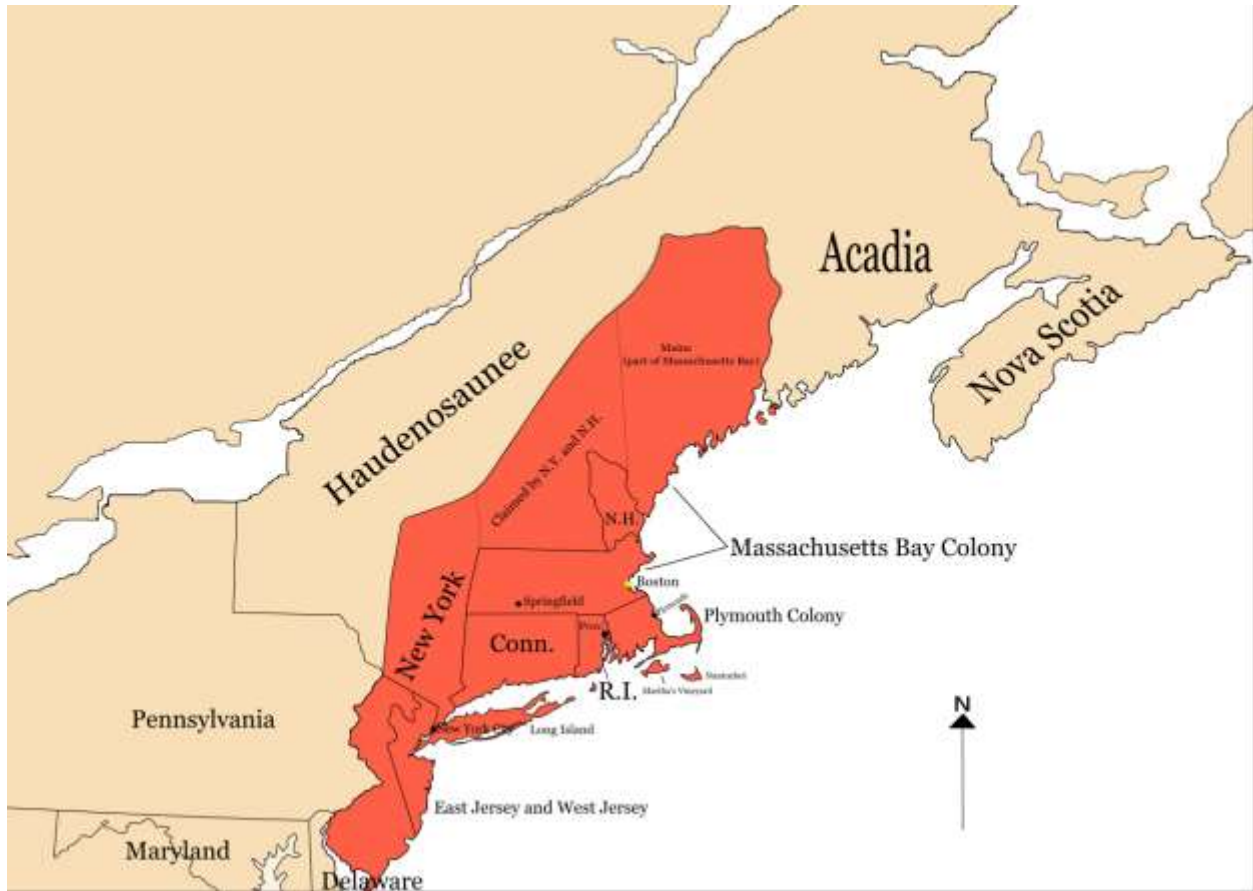 Acadia
Nova Scotia
Haudenosaunee
Maine
(part of Massachusetts Bay)
Claimed by N.Y. and N.H.
N.H.
Massachusetts Bay Colony
Boston
Springfield
Plymouth
Plymouth Colony
New York
Conn.
Prov.
R.I.
Martha's Vineyard
Nantucket
N
Pennsylvania
New York City
Long Island
East Jersey and West Jersey
Maryland
Delaware